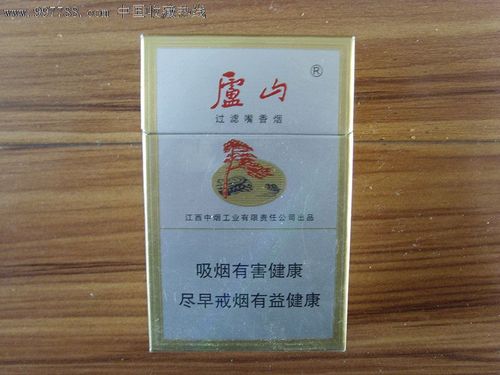 www.997788.com 中国收藏热线
廬山®
过滤嘴香烟
江西中烟工业有限责任公司出品
吸烟有害健康
尽早戒烟有益健康